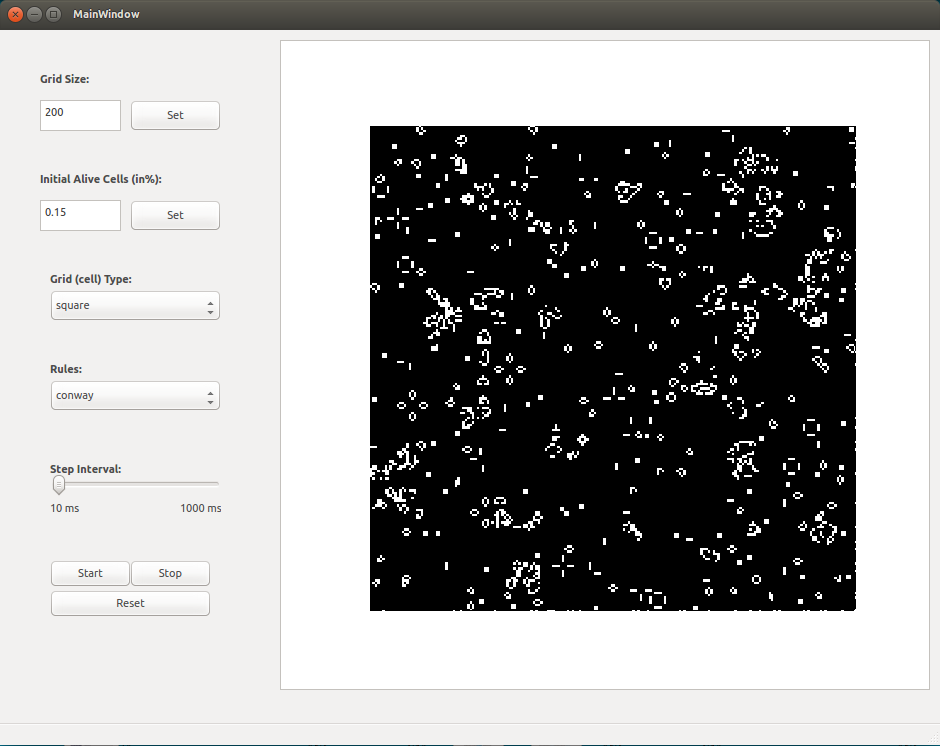 MainWindow
Grid Size:
200 Set
Initial Alive Cells (in%):
0.15 Set
Grid (cell) Type:
square
Rules:
conway
Step Interval:
10 ms 1000 ms
Start Stop
Reset